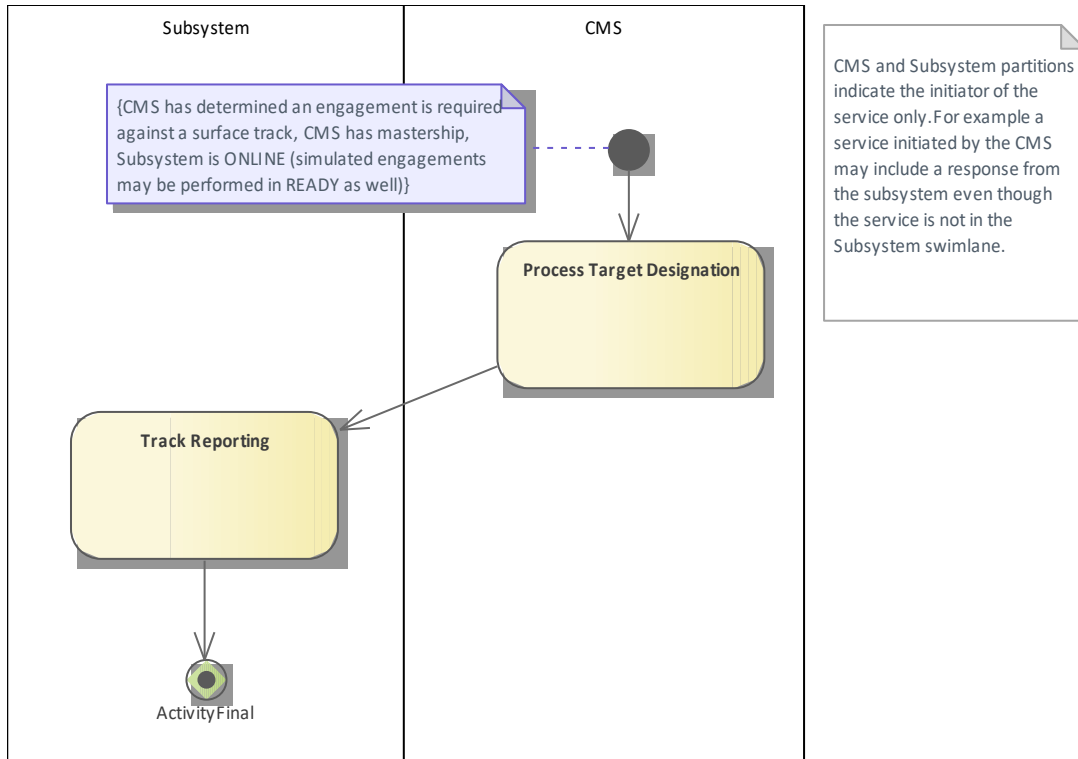 Subsystem
CMS
{CMS has determined an engagement is required
against a surface track, CMS has mastership,
Subsystem is ONLINE (simulated engagements
may be performed in READY as well)}
CMS and Subsystem partitions
indicate the initiator of the
service only.For example a
service initiated by the CMS
may include a response from
the subsystem even though
the service is not in the
Subsystem swimlane.
Process Target Designation
Track Reporting
ActivityFinal